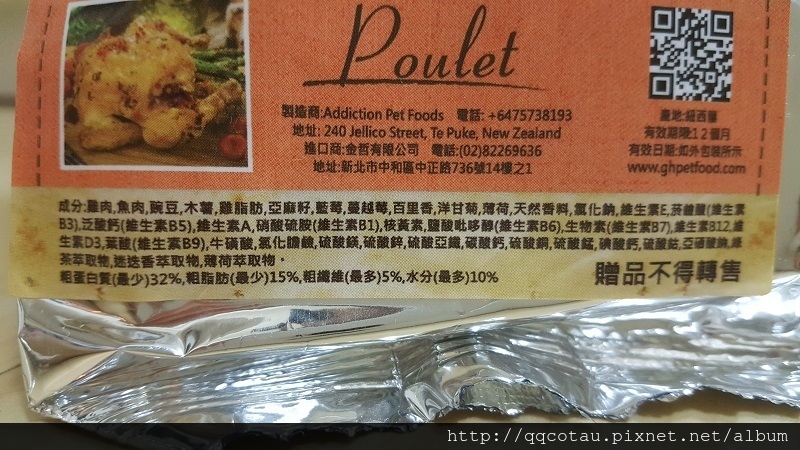 Poulet
製造商:Addiction Pet Foods 電話: +6475738193
地址: 240 Jellico Street, Te Puke, New Zealand
進口商:金哲有限公司 電話:(02)82269636
地址:新北市中和區中正路736號14樓之1
產地:紐西蘭
有效期限:12個月
有效日期:如外包裝所示
www.ghpetfood.com
成分:雞肉,魚肉,豌豆,木薯,雞脂肪,亞麻籽,藍莓,蔓越莓,百里香,洋甘菊,薄荷,天然香料,氯化鈉,維生素E,菸鹼酸(維生素
B3),泛酸鈣(維生素B5),維生素A,硝酸硫胺(維生素B1),核黃素,鹽酸吡哆醇(維生素B6),生物素(維生素B7),維生素B12,維
生素D3,葉酸(維生素B9),牛磺酸,氯化膽鹼,硫酸鎂,硫酸鋅,硫酸亞鐵,碳酸鈣,硫酸銅,硫酸錳,碘酸鈣,硫酸鈷,亞硒酸鈉,綠
茶萃取物,迷迭香萃取物,薄荷萃取物。
粗蛋白質(最少)32%,粗脂肪(最少)15%,粗纖維(最多)5%,水分(最多)10%
贈品不得轉售
http://qqcotau.pixnet.net/album